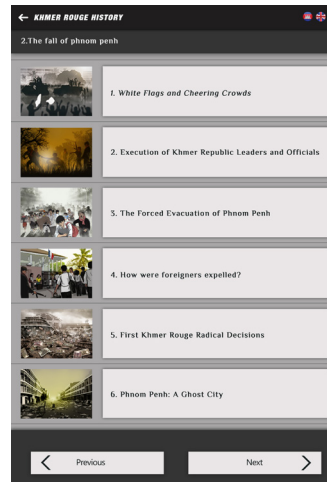 KHMER ROUGE HISTORY
2.The fall of phnom penh
1. White Flags and Cheering Crowds
2. Execution of Khmer Republic Leaders and Officials
3. The Forced Evacuation of Phnom Penh
4. How were foreigners expelled?
5. First Khmer Rouge Radical Decisions
6. Phnom Penh: A Ghost City
Previous
Next